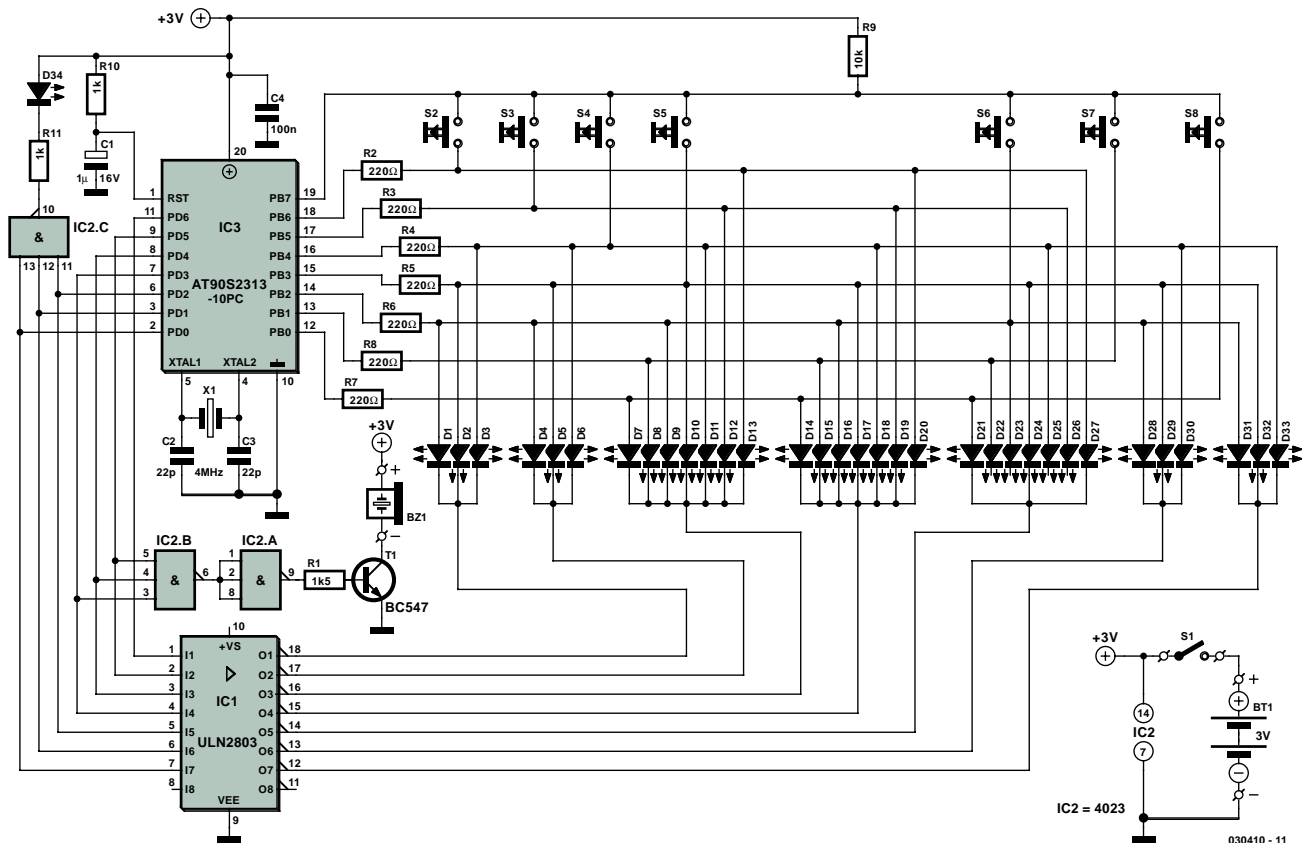 +3V
R9
10k
D34
R10
1k
R11
1k
C1
1µ
16V
C4
100n
S2
S3
S4
S5
S6
S7
S8
20
R2
220Ω
R3
220Ω
R4
220Ω
R5
220Ω
R6
220Ω
R8
220Ω
R7
220Ω
10
IC2.C
&
13
12
11
1
RST
11
PD6
9
PD5
8
PD4
7
PD3
6
PD2
3
PD1
2
PD0
IC3
AT90S2313
-10PC
PB7
19
PB6
18
PB5
17
PB4
16
PB3
15
PB2
14
PB1
13
PB0
12
XTAL1
XTAL2
5
4
10
X1
C2
22p
4MHz
C3
22p
+3V
+
BZ1
–
D1
D2
D3
D4
D5
D6
D7
D8
D9
D10
D11
D12
D13
D14
D15
D16
D17
D18
D19
D20
D21
D22
D23
D24
D25
D26
D27
D28
D29
D30
D31
D32
D33
IC2.B
5
4
3
&
6
IC2.A
1
2
8
&
9
R1
1k5
T1
BC547
10
+VS
1
I1
2
I2
3
I3
4
I4
5
I5
6
I6
7
I7
8
I8
IC1
ULN2803
O1
18
O2
17
O3
16
O4
15
O5
14
O6
13
O7
12
O8
11
VEE
9
+3V
S1
+
BT1
3V
–
14
IC2
7
IC2 = 4023
030410 - 11